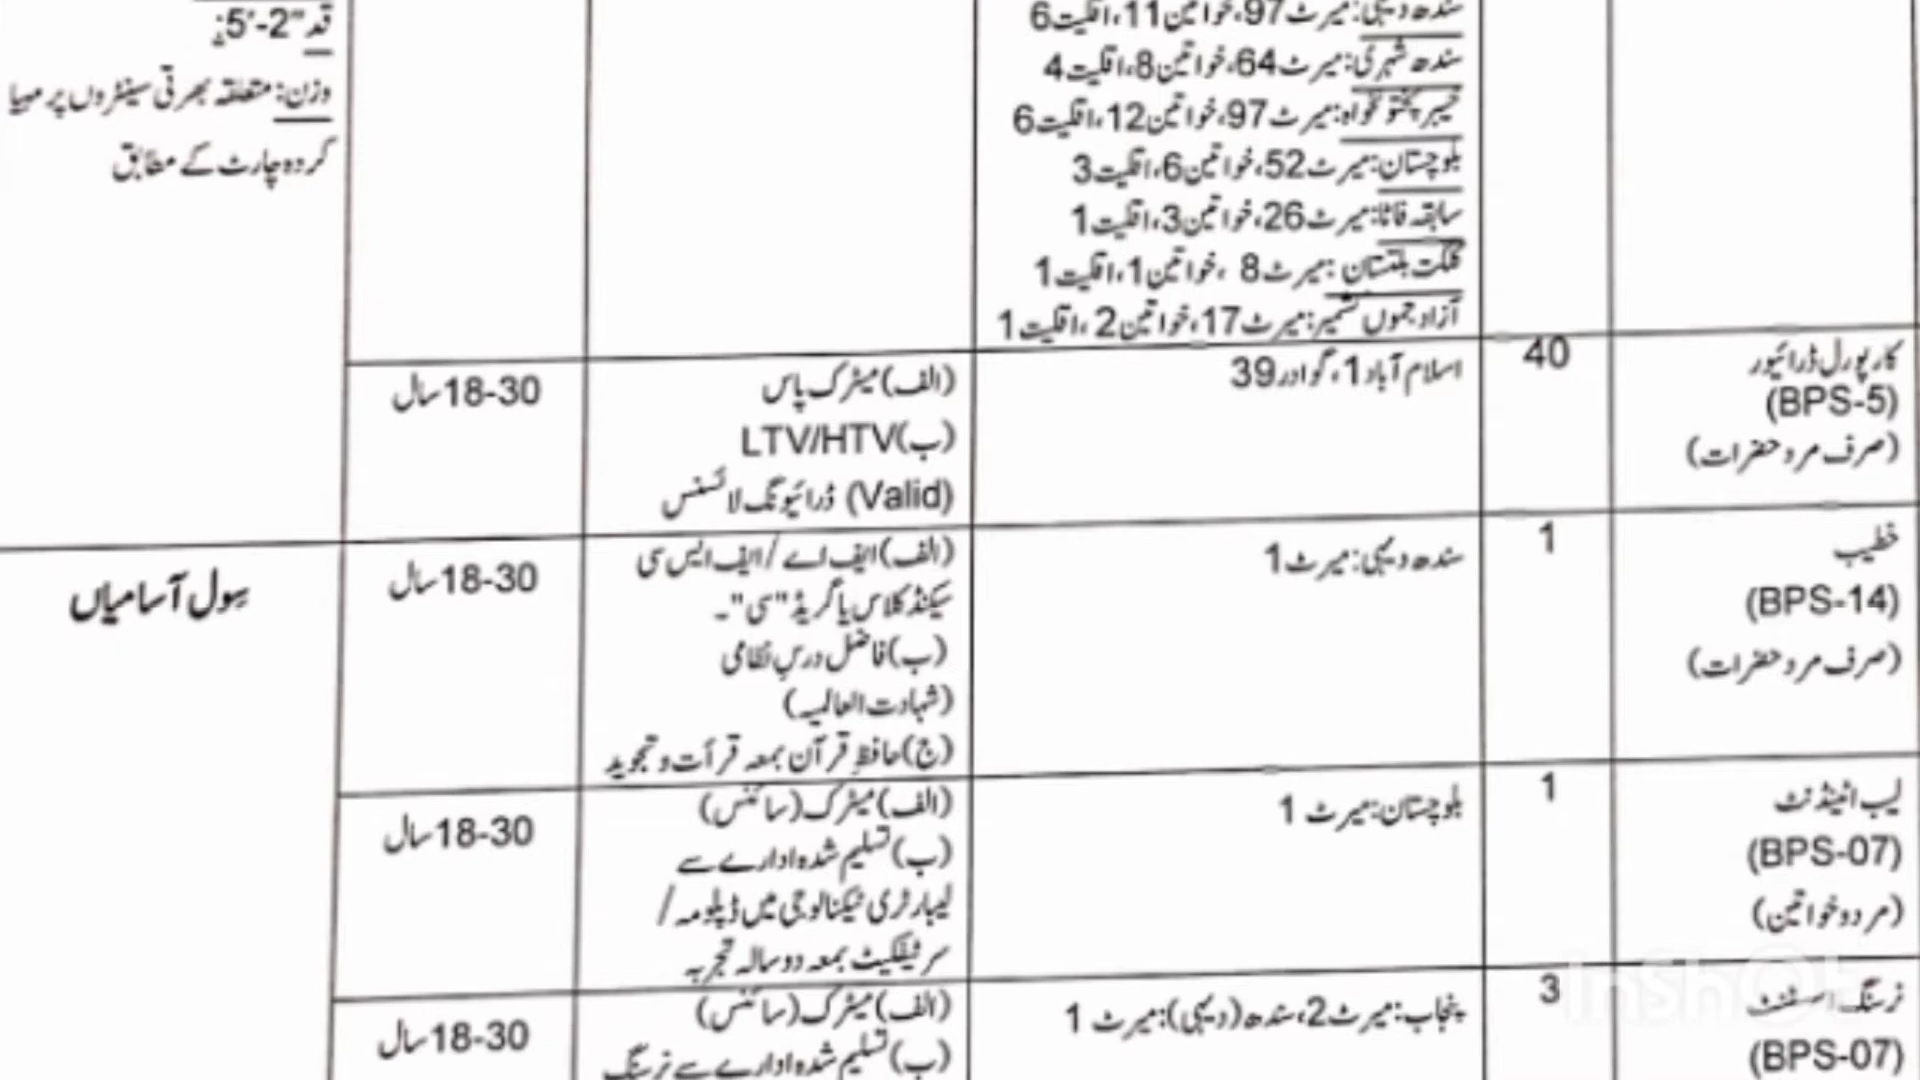 سندھ دیہی: میرٹ 97، خواتین 11، اقلیت 6
سندھ شہری: میرٹ 64، خواتین 8، اقلیت 4
خیبر پختونخواہ: میرٹ 97، خواتین 12، اقلیت 6
بلوچستان: میرٹ 52، خواتین 6، اقلیت 3
سابقہ فاٹا: میرٹ 26، خواتین 3، اقلیت 1
گلگت بلتستان: میرٹ 8، خواتین 1، اقلیت 1
آزاد جموں کشمیر: میرٹ 17، خواتین 2، اقلیت 1
قد "2-'5؛
وزن: متعلقہ بھرتی سینٹروں پر مہیا
کردہ چارٹ کے مطابق
کارپورل ڈرائیور
(BPS-5)
(صرف مرد حضرات)
40
اسلام آباد 1، گوادر 39
(الف) میٹرک پاس
(ب) LTV/HTV
(Valid) ڈرائیونگ لائسنس
18-30 سال
خطیب
(BPS-14)
(صرف مرد حضرات)
1
سندھ دیہی: میرٹ 1
(الف) ایف اے / ایف ایس سی
سیکنڈ کلاس یا گریڈ "سی"۔
(ب) فاضل درس نظامی
(شہادت العالمیہ)
(ج) حافظِ قرآن بمعہ قرأت و تجوید
18-30 سال
سول آسامیاں
لیب اٹینڈنٹ
(BPS-07)
(مرد و خواتین)
1
بلوچستان: میرٹ 1
(الف) میٹرک (سائنس)
(ب) تسلیم شدہ ادارے سے
لیبارٹری ٹیکنالوجی میں ڈپلومہ /
سرٹیفکیٹ بمعہ دو سالہ تجربہ
18-30 سال
نرسنگ اسسٹنٹ
(BPS-07)
3
پنجاب: میرٹ 2، سندھ (دیہی): میرٹ 1
(الف) میٹرک (سائنس)
(ب) تسلیم شدہ ادارے سے نرسنگ
18-30 سال
InShOt